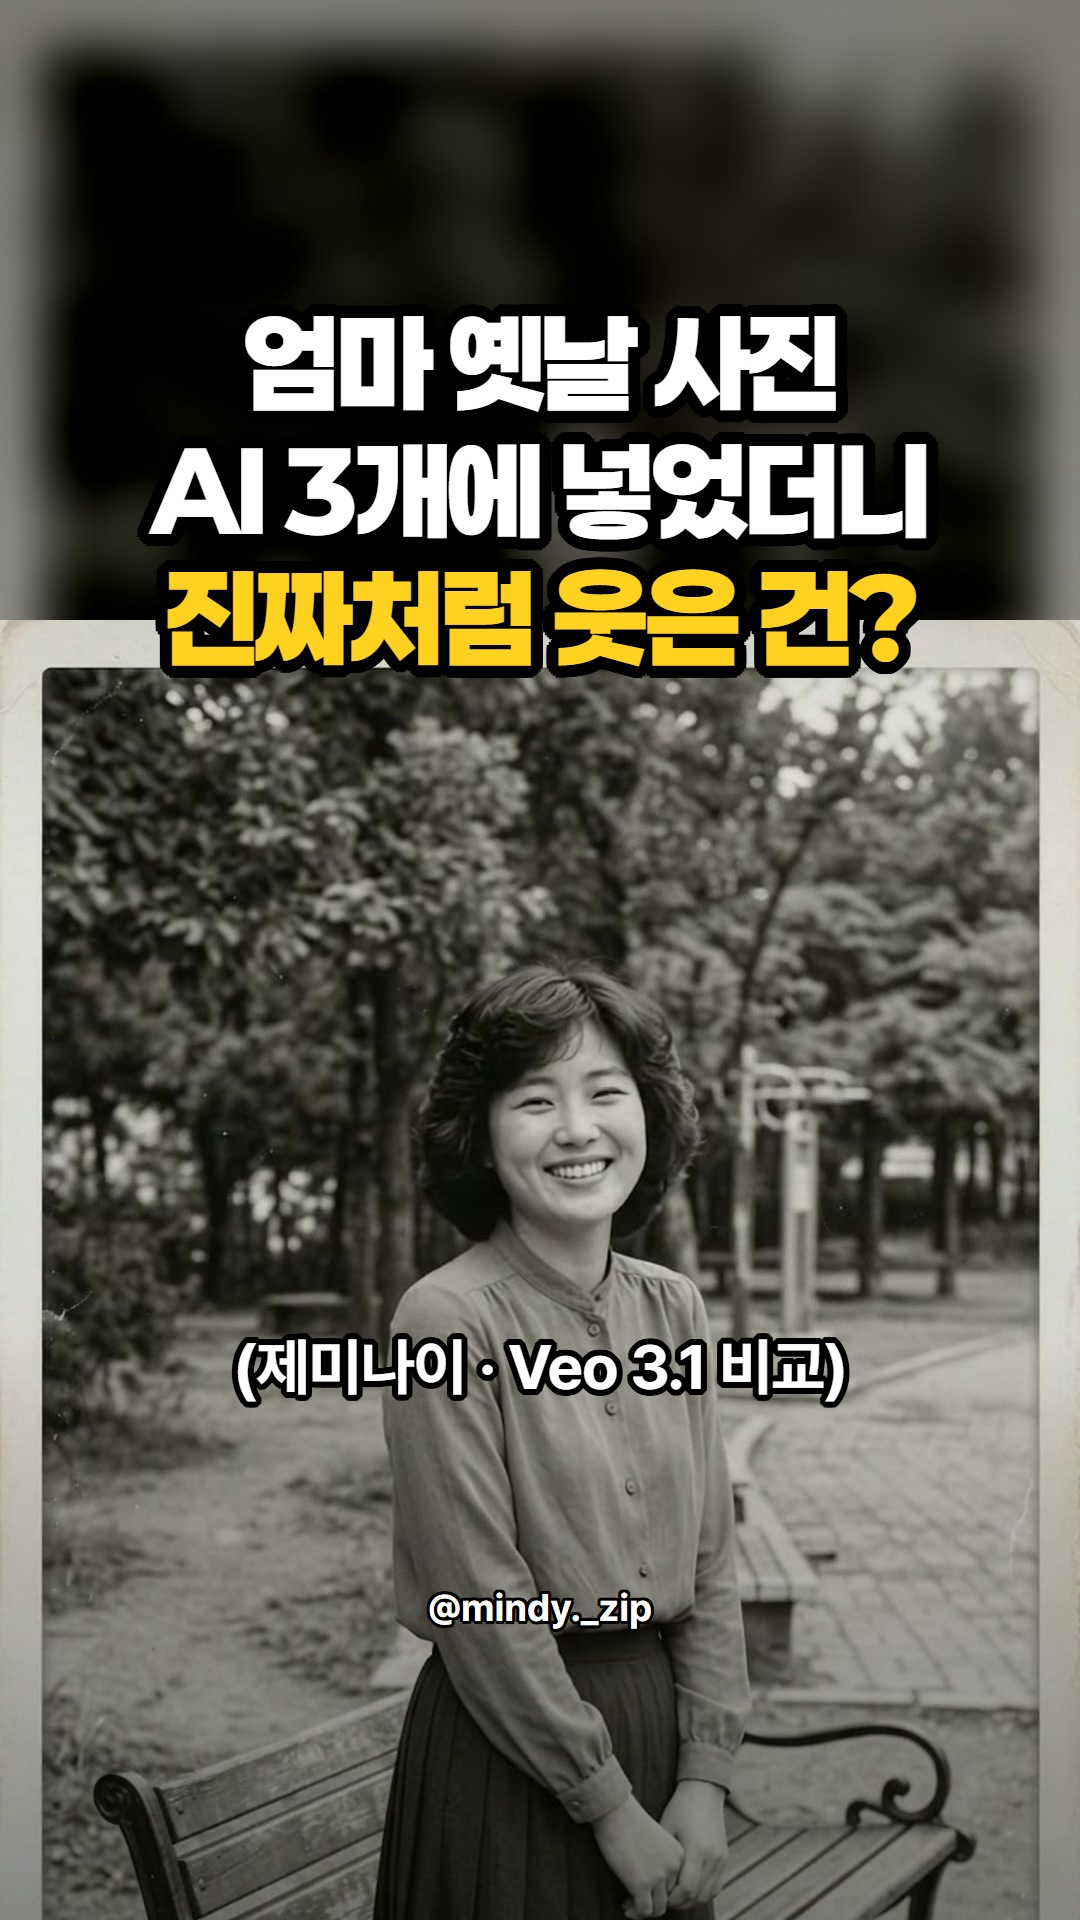 엄마 옛날 사진
AI 3개에 넣었더니
진짜처럼 웃은 건?
(제미나이 · Veo 3.1 비교)
@mindy._zip